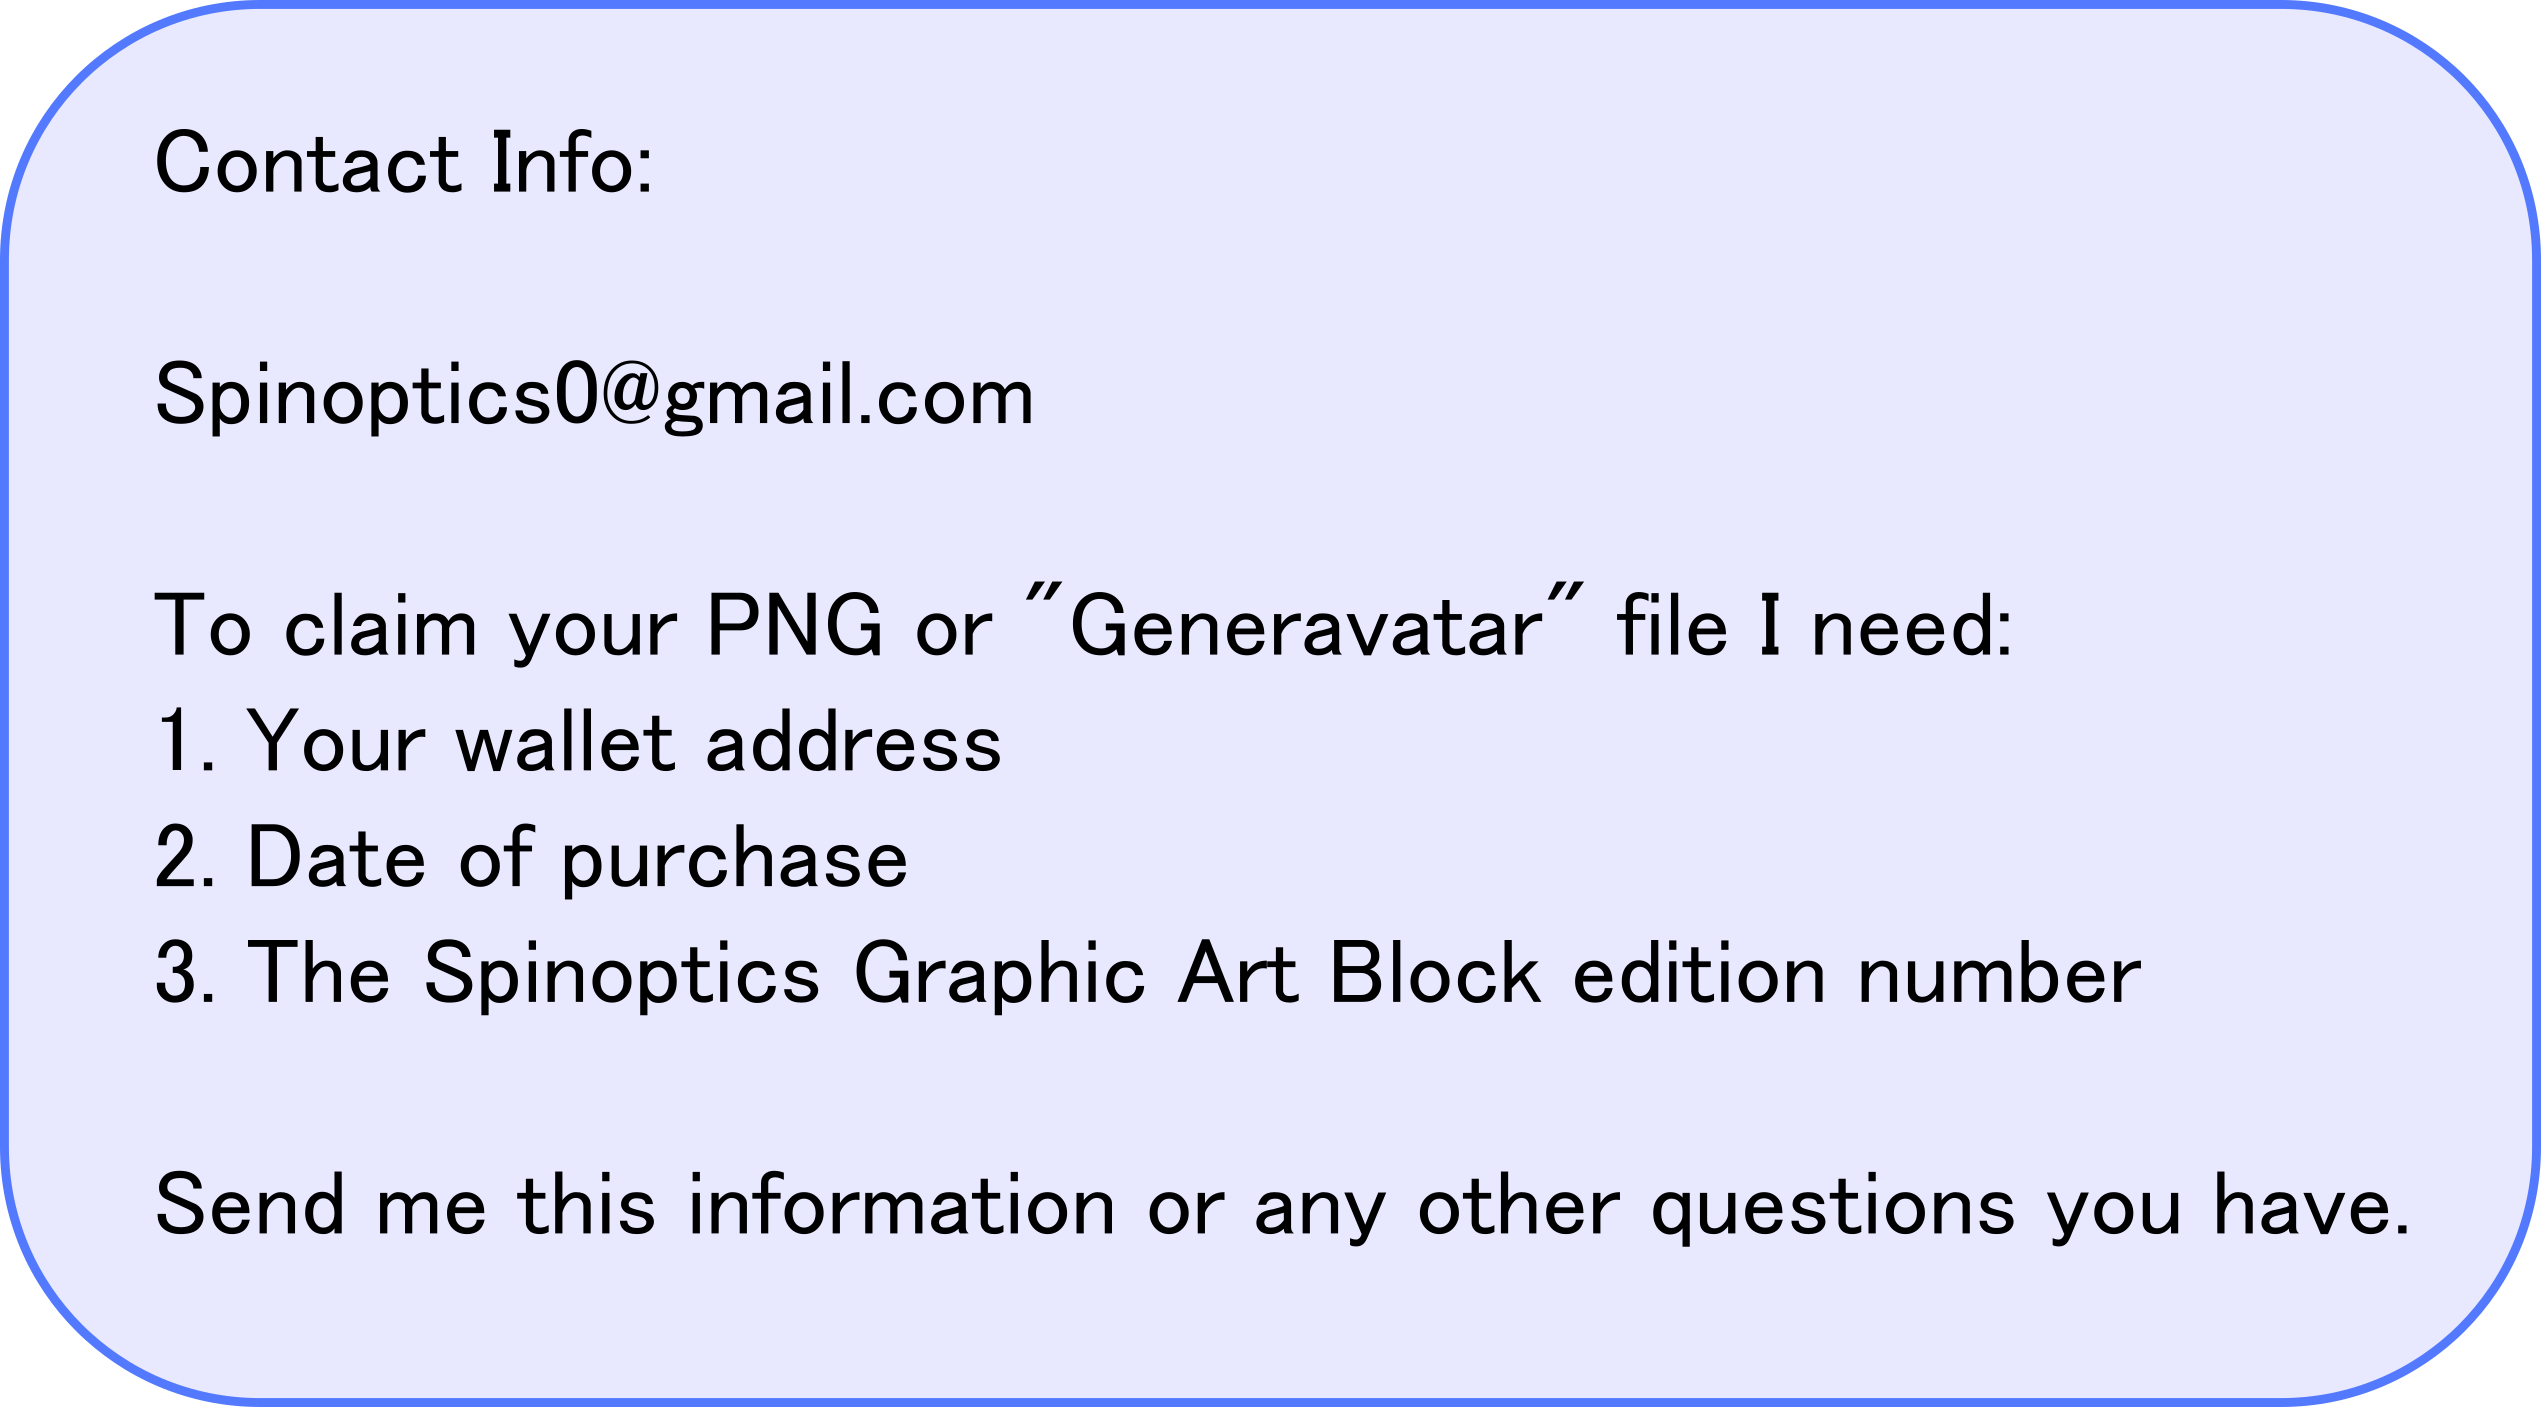 Contact Info:
Spinoptics0@gmail.com
To claim your PNG or "Generavatar" file I need:
1. Your wallet address
2. Date of purchase
3. The Spinoptics Graphic Art Block edition number
Send me this information or any other questions you have.